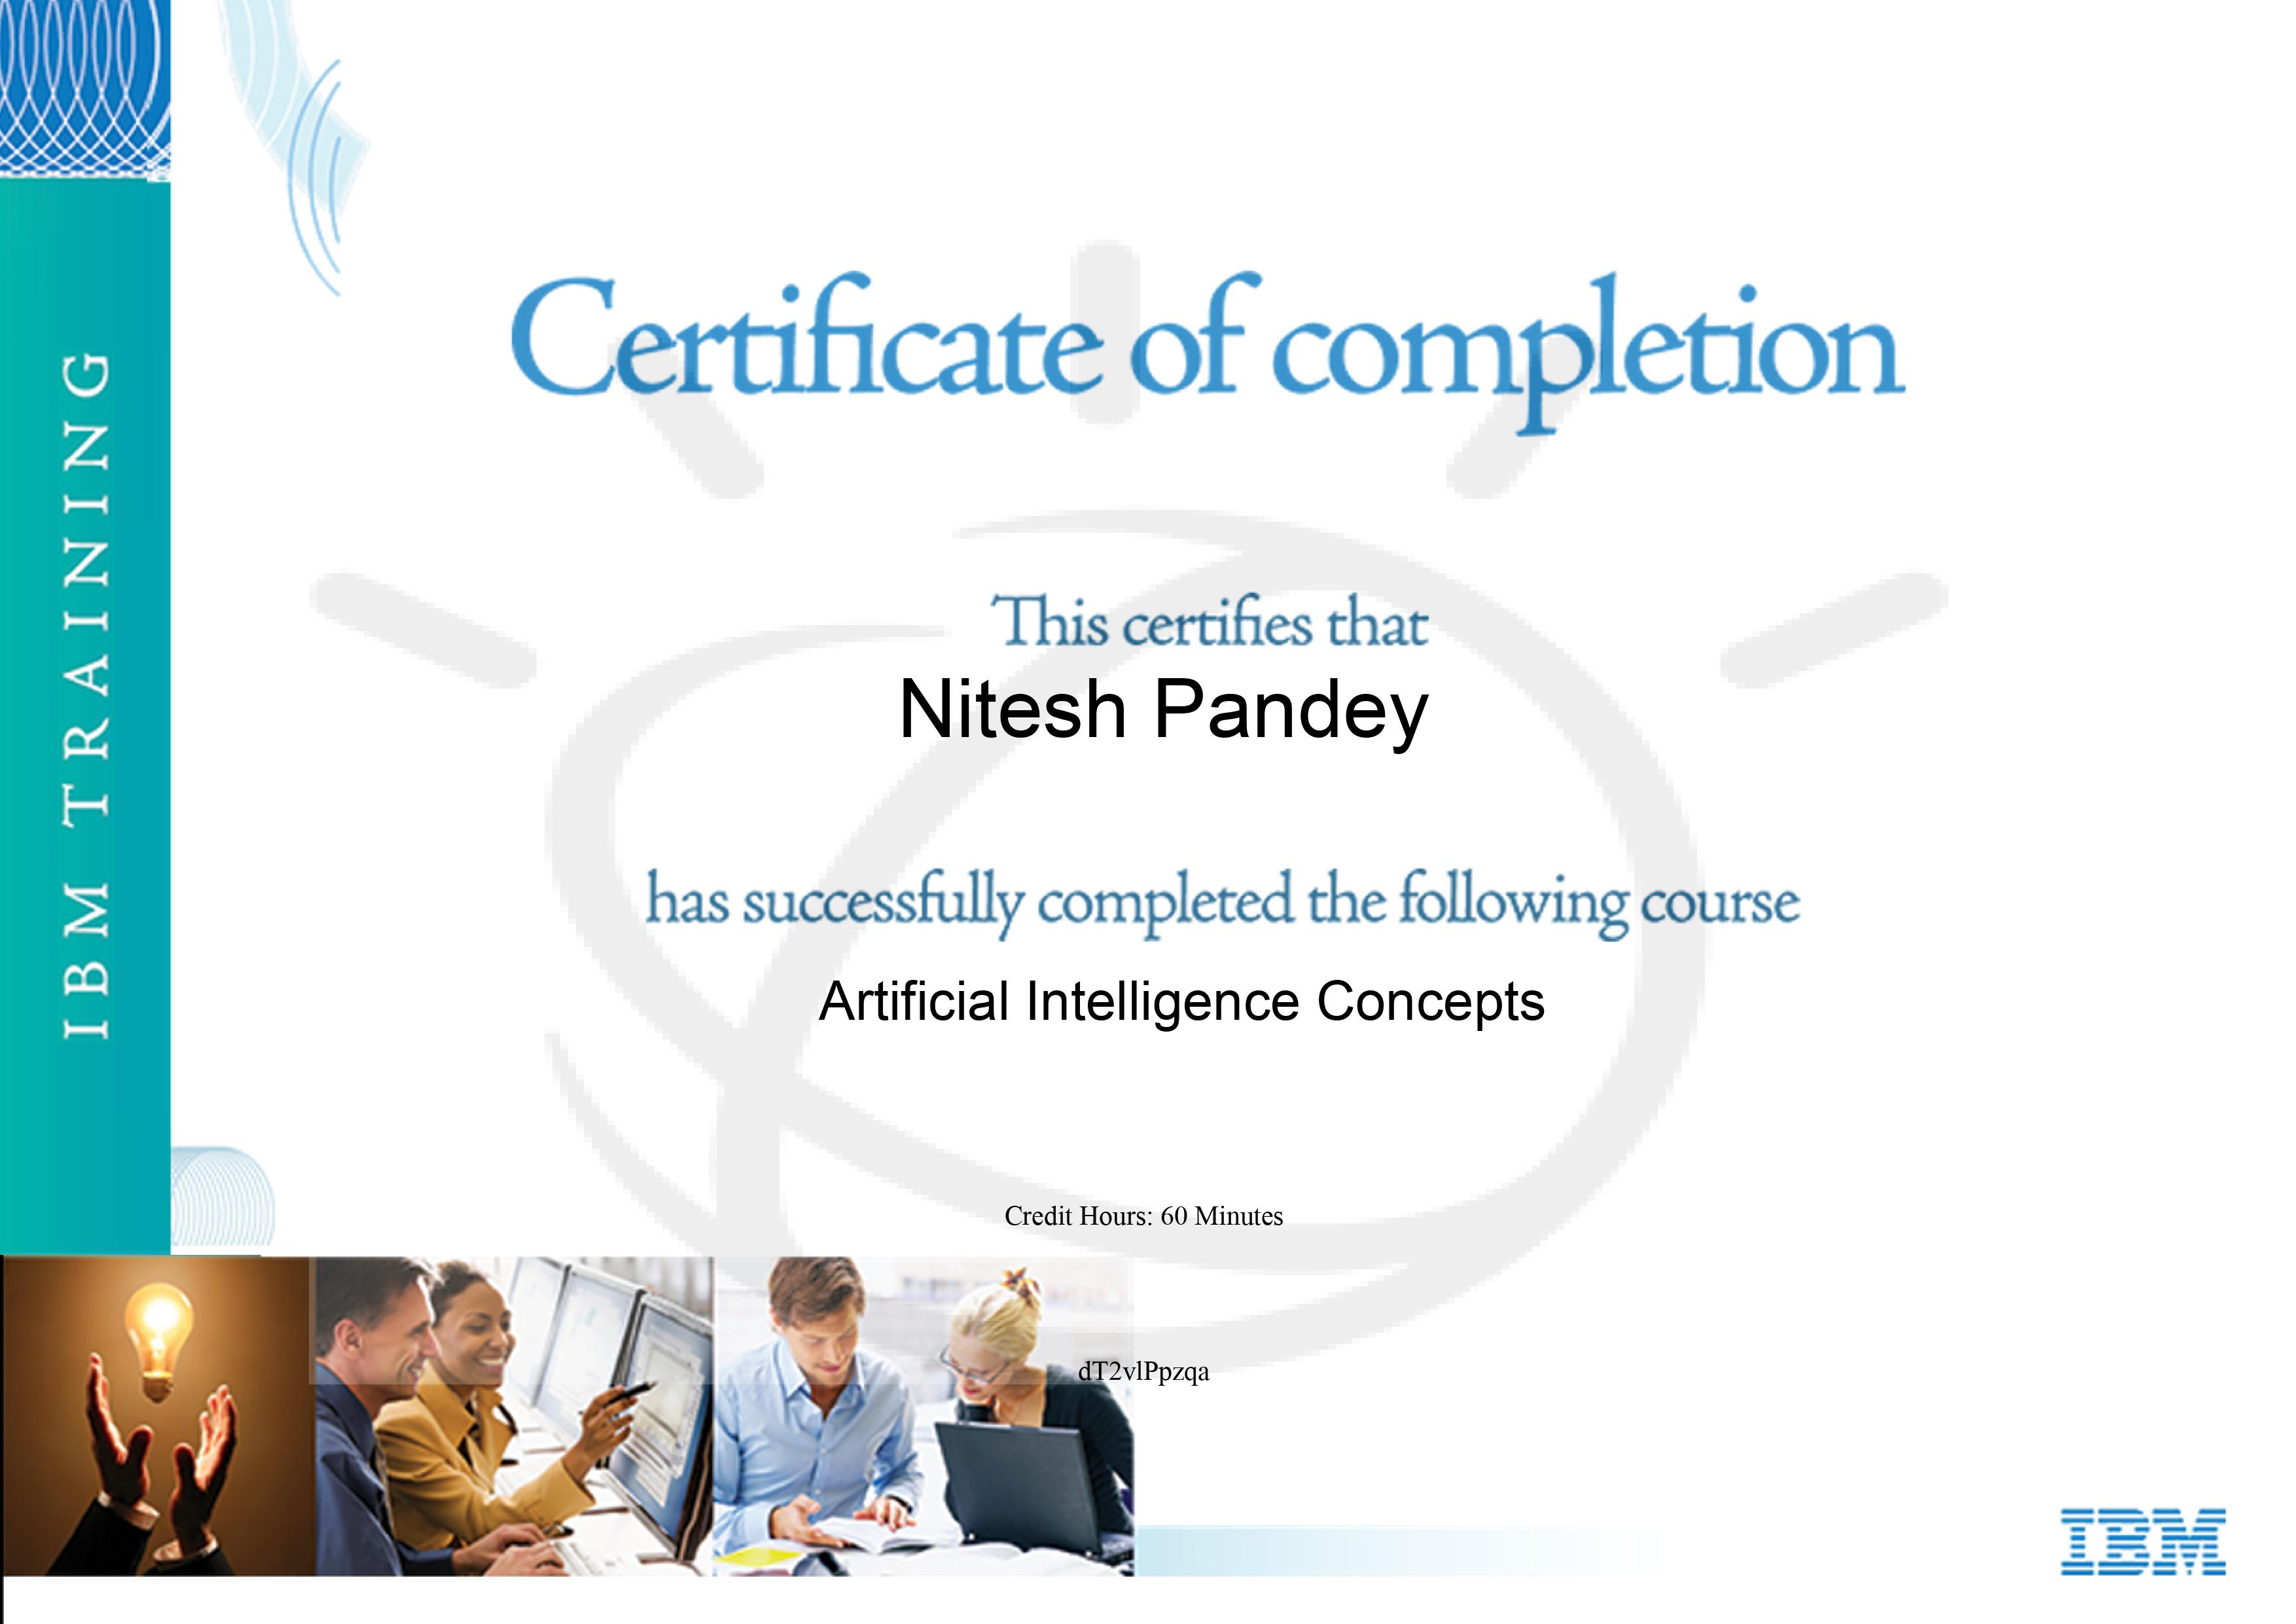 IBM TRAINING
Certificate of completion
This certifies that
Nitesh Pandey
has successfully completed the following course
Artificial Intelligence Concepts
Credit Hours: 60 Minutes
dT2vlPpzqa
IBM